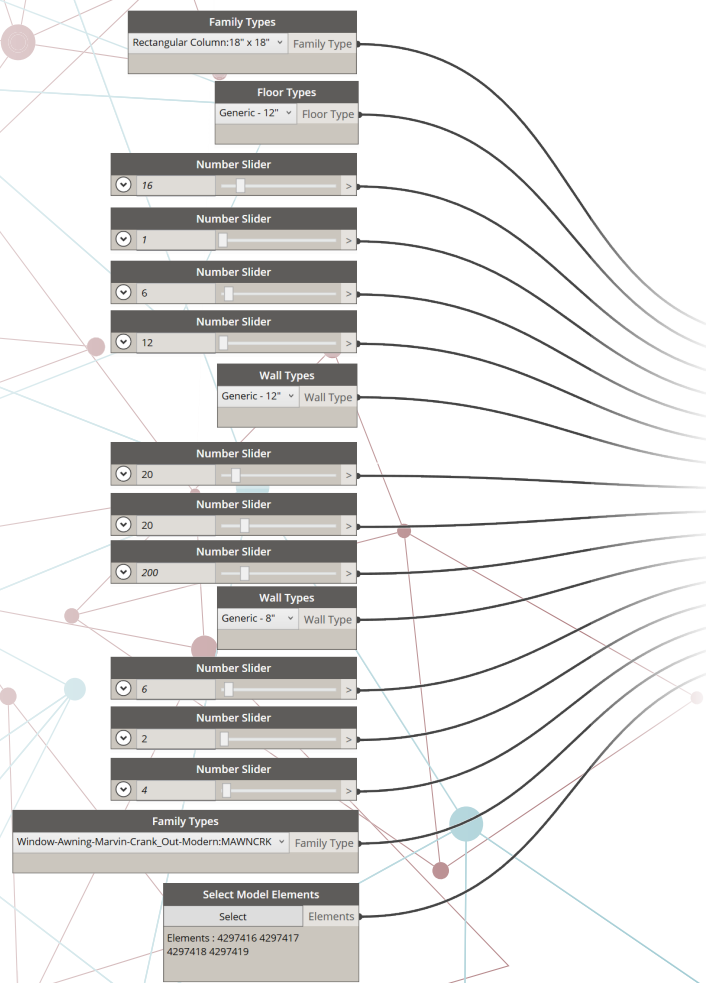 Family Types
Rectangular Column:18" x 18" Family Type
Floor Types
Generic - 12" Floor Type
Number Slider
16 >
Number Slider
1 >
Number Slider
6 >
Number Slider
12 >
Wall Types
Generic - 12" Wall Type
Number Slider
20 >
Number Slider
20 >
Number Slider
200 >
Wall Types
Generic - 8" Wall Type
Number Slider
6 >
Number Slider
2 >
Number Slider
4 >
Family Types
Window-Awning-Marvin-Crank_Out-Modern:MAWNCRK Family Type
Select Model Elements
Select Elements
Elements : 4297416 4297417
4297418 4297419